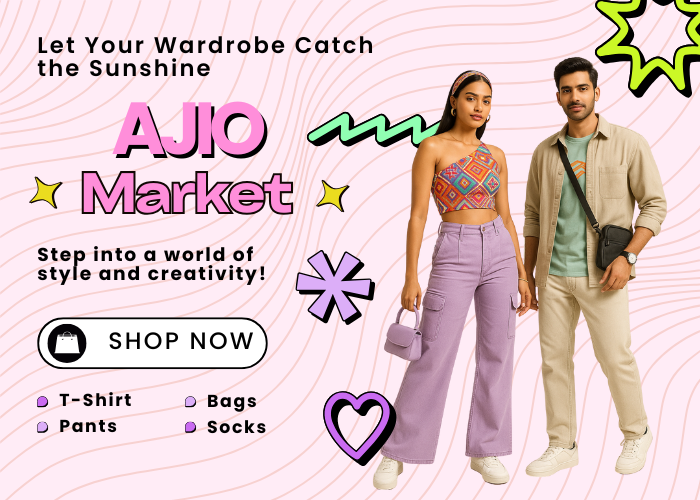 Let Your Wardrobe Catch
the Sunshine
AJIO
Market
Step into a world of
style and creativity!
SHOP NOW
T-Shirt
Bags
Pants
Socks